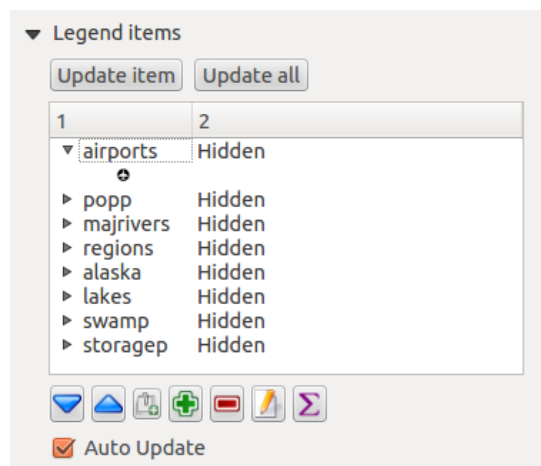 Legend items
Update item Update all
1 2
airports Hidden
popp Hidden
majrivers Hidden
regions Hidden
alaska Hidden
lakes Hidden
swamp Hidden
storagep Hidden
Σ
Auto Update